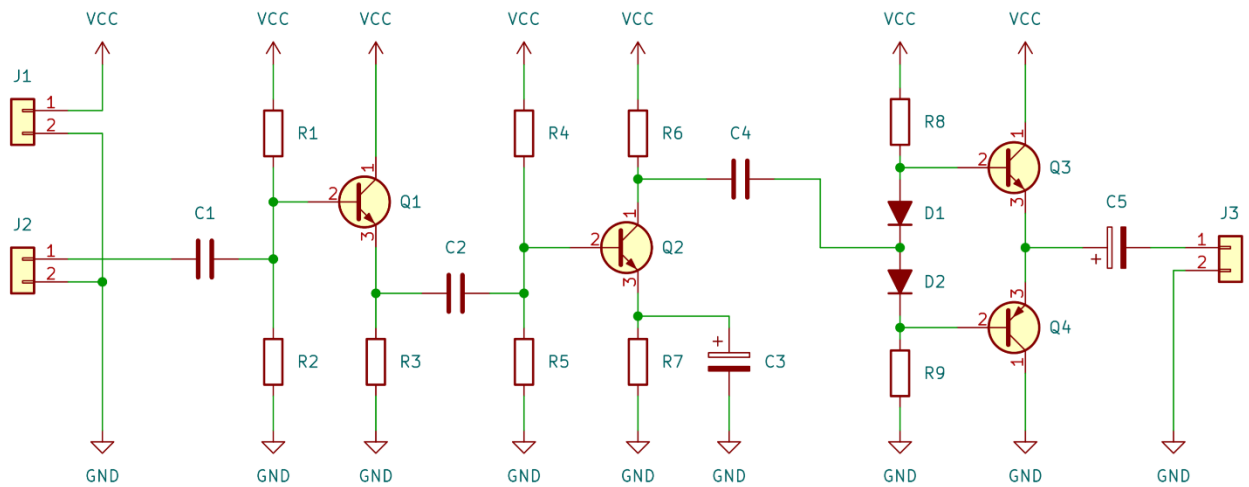 VCC VCC VCC VCC VCC VCC VCC
J1
1
2
R1
R4
R6
C4
R8
1
2
Q3
3
1
2
Q1
3
C1
D1
C5
J3
J2
1
2
C2
1
2
Q2
3
1
2
D2
3
2
Q4
1
R2
R3
R5
R7
C3
R9
+
+
GND GND GND GND GND GND GND GND GND